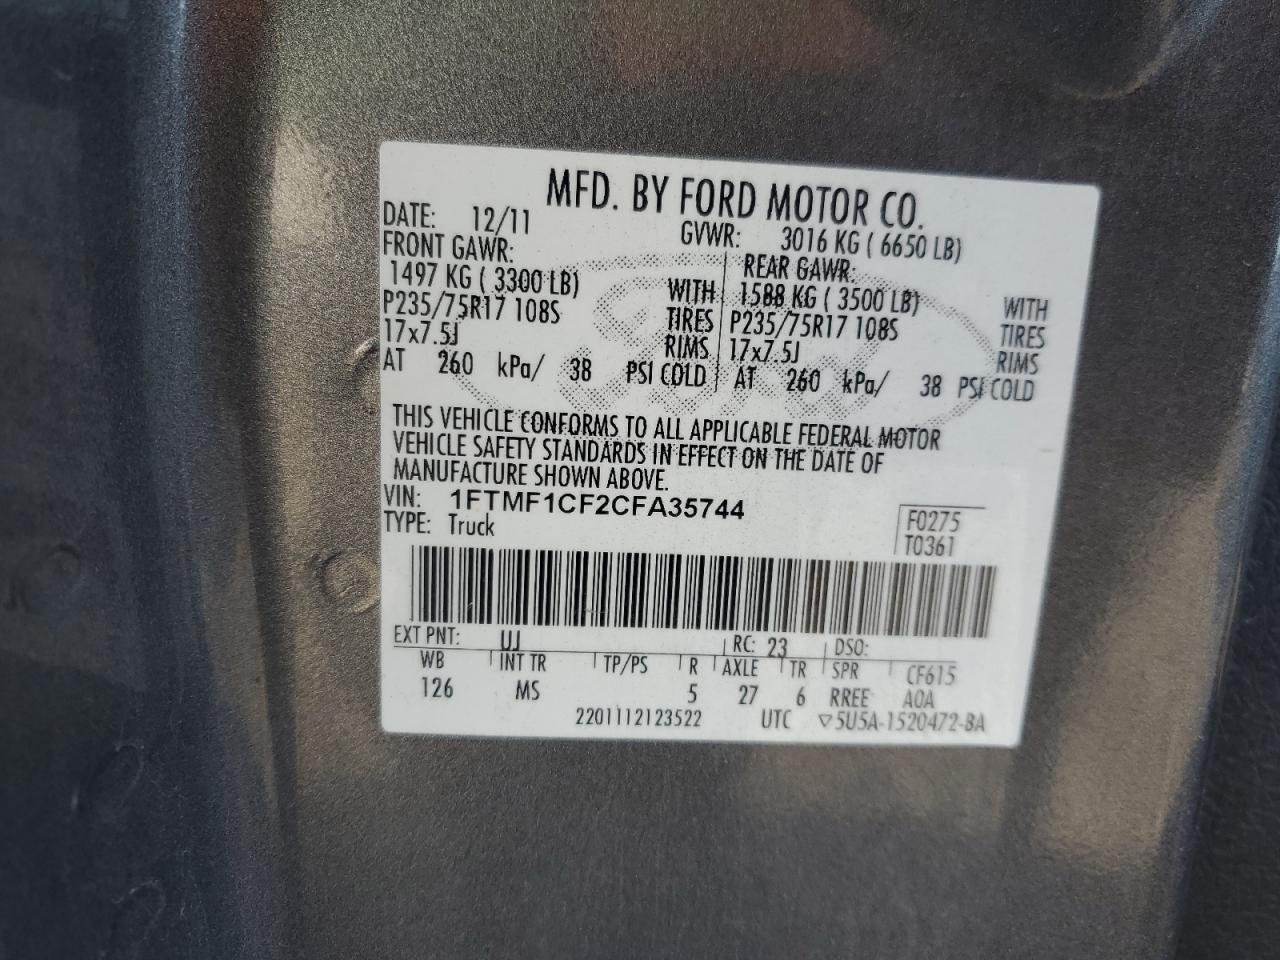 MFD. BY FORD MOTOR CO.
DATE: 12/11 GVWR: 3016 KG ( 6650 LB)
FRONT GAWR: REAR GAWR:
1497 KG ( 3300 LB) WITH 1588 KG ( 3500 LB) WITH
P235/75R17 108S TIRES P235/75R17 108S TIRES
17x7.5J RIMS 17x7.5J RIMS
AT 260 kPa/ 38 PSI COLD AT 260 kPa/ 38 PSI COLD
THIS VEHICLE CONFORMS TO ALL APPLICABLE FEDERAL MOTOR
VEHICLE SAFETY STANDARDS IN EFFECT ON THE DATE OF
MANUFACTURE SHOWN ABOVE.
VIN: 1FTMF1CF2CFA35744
TYPE: Truck
F0275
T0361
EXT PNT: UJ RC: 23 DSO:
WB INT TR TP/PS R AXLE TR SPR CF615
126 MS 5 27 6 RREE A0A
2201112123522 UTC ▽5U5A-1520472-BA